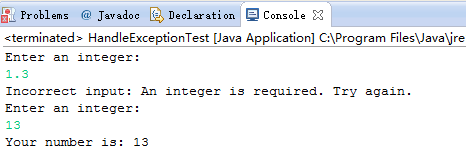 Problems @ Javadoc Declaration Console
<terminated> HandleExceptionTest [Java Application] C:\Program Files\Java\jre
Enter an integer:
1.3
Incorrect input: An integer is required. Try again.
Enter an integer:
13
Your number is: 13